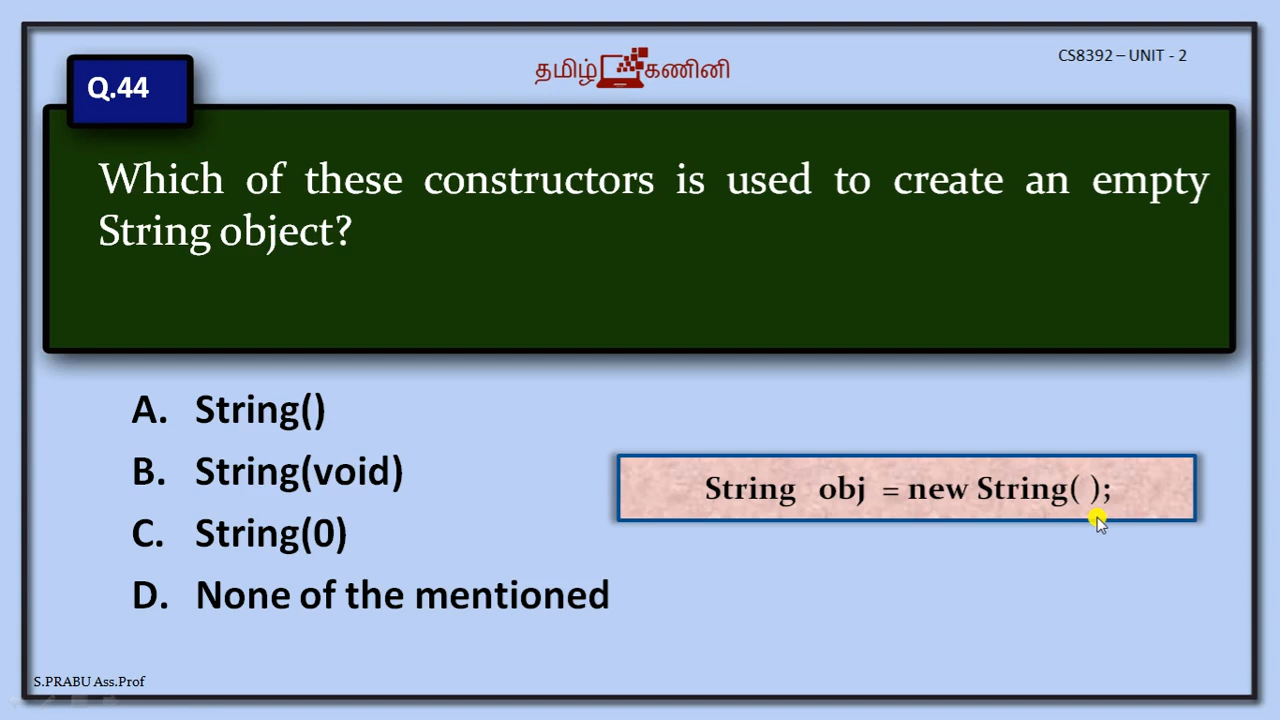 தமிழ் கணினி
CS8392 – UNIT - 2
Q.44
Which of these constructors is used to create an empty
String object?
A. String()
B. String(void)
C. String(0)
D. None of the mentioned
String obj = new String( );
S.PRABU Ass.Prof